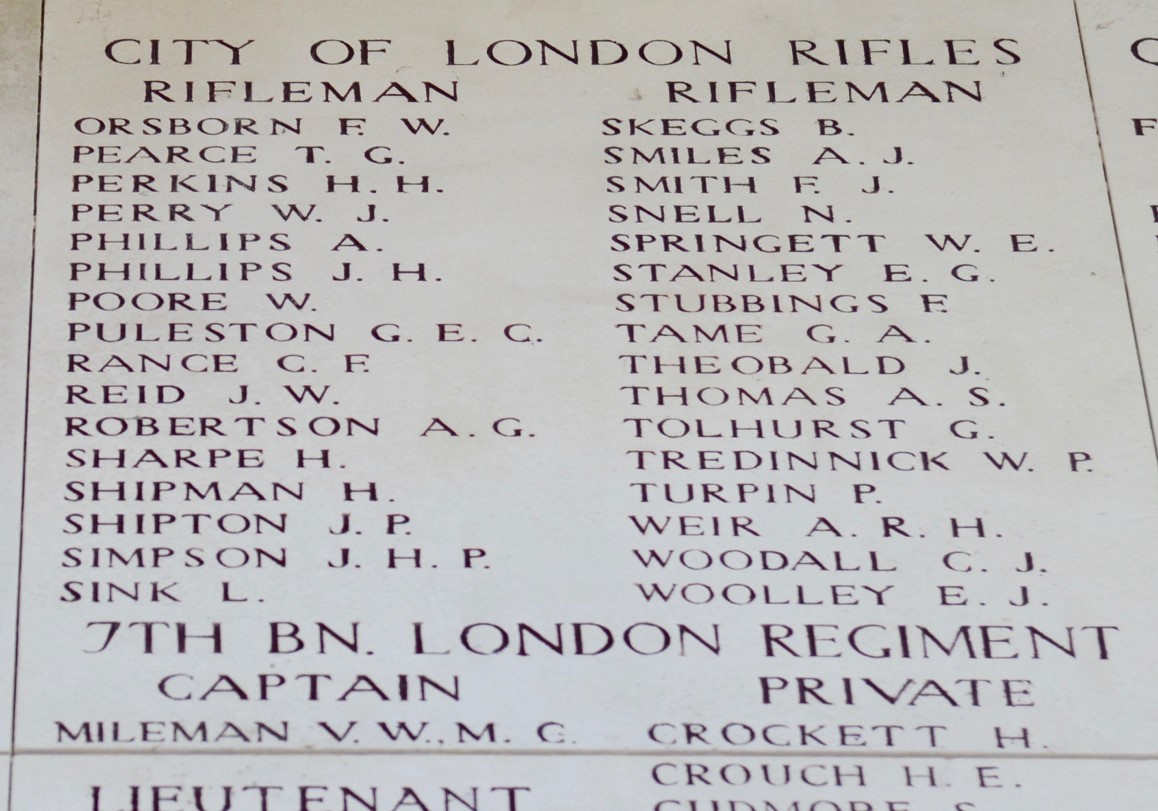 CITY OF LONDON RIFLES
RIFLEMAN
ORSBORN F. W.
PEARCE T. G.
PERKINS H. H.
PERRY W. J.
PHILLIPS A.
PHILLIPS J. H.
POORE W.
PULESTON G. E. C.
RANCE C. F.
REID J. W.
ROBERTSON A. G.
SHARPE H.
SHIPMAN H.
SHIPTON J. P.
SIMPSON J. H. P.
SINK L.
RIFLEMAN
SKEGGS B.
SMILES A. J.
SMITH F. J.
SNELL N.
SPRINGETT W. E.
STANLEY E. G.
STUBBINGS F.
TAME G. A.
THEOBALD J.
THOMAS A. S.
TOLHURST G.
TREDINNICK W. P.
TURPIN P.
WEIR A. R. H.
WOODALL C. J.
WOOLLEY E. J.
7TH BN. LONDON REGIMENT
CAPTAIN
MILEMAN V. W. M. G.
LIEUTENANT
PRIVATE
CROCKETT H.
CROUCH H. E.
CUDMORE S.